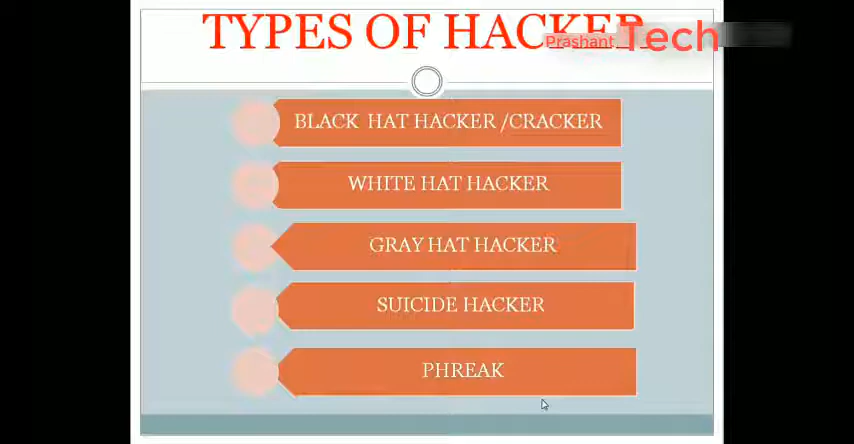 TYPES OF HACKER
Prashant Tech
BLACK HAT HACKER /CRACKER
WHITE HAT HACKER
GRAY HAT HACKER
SUICIDE HACKER
PHREAK